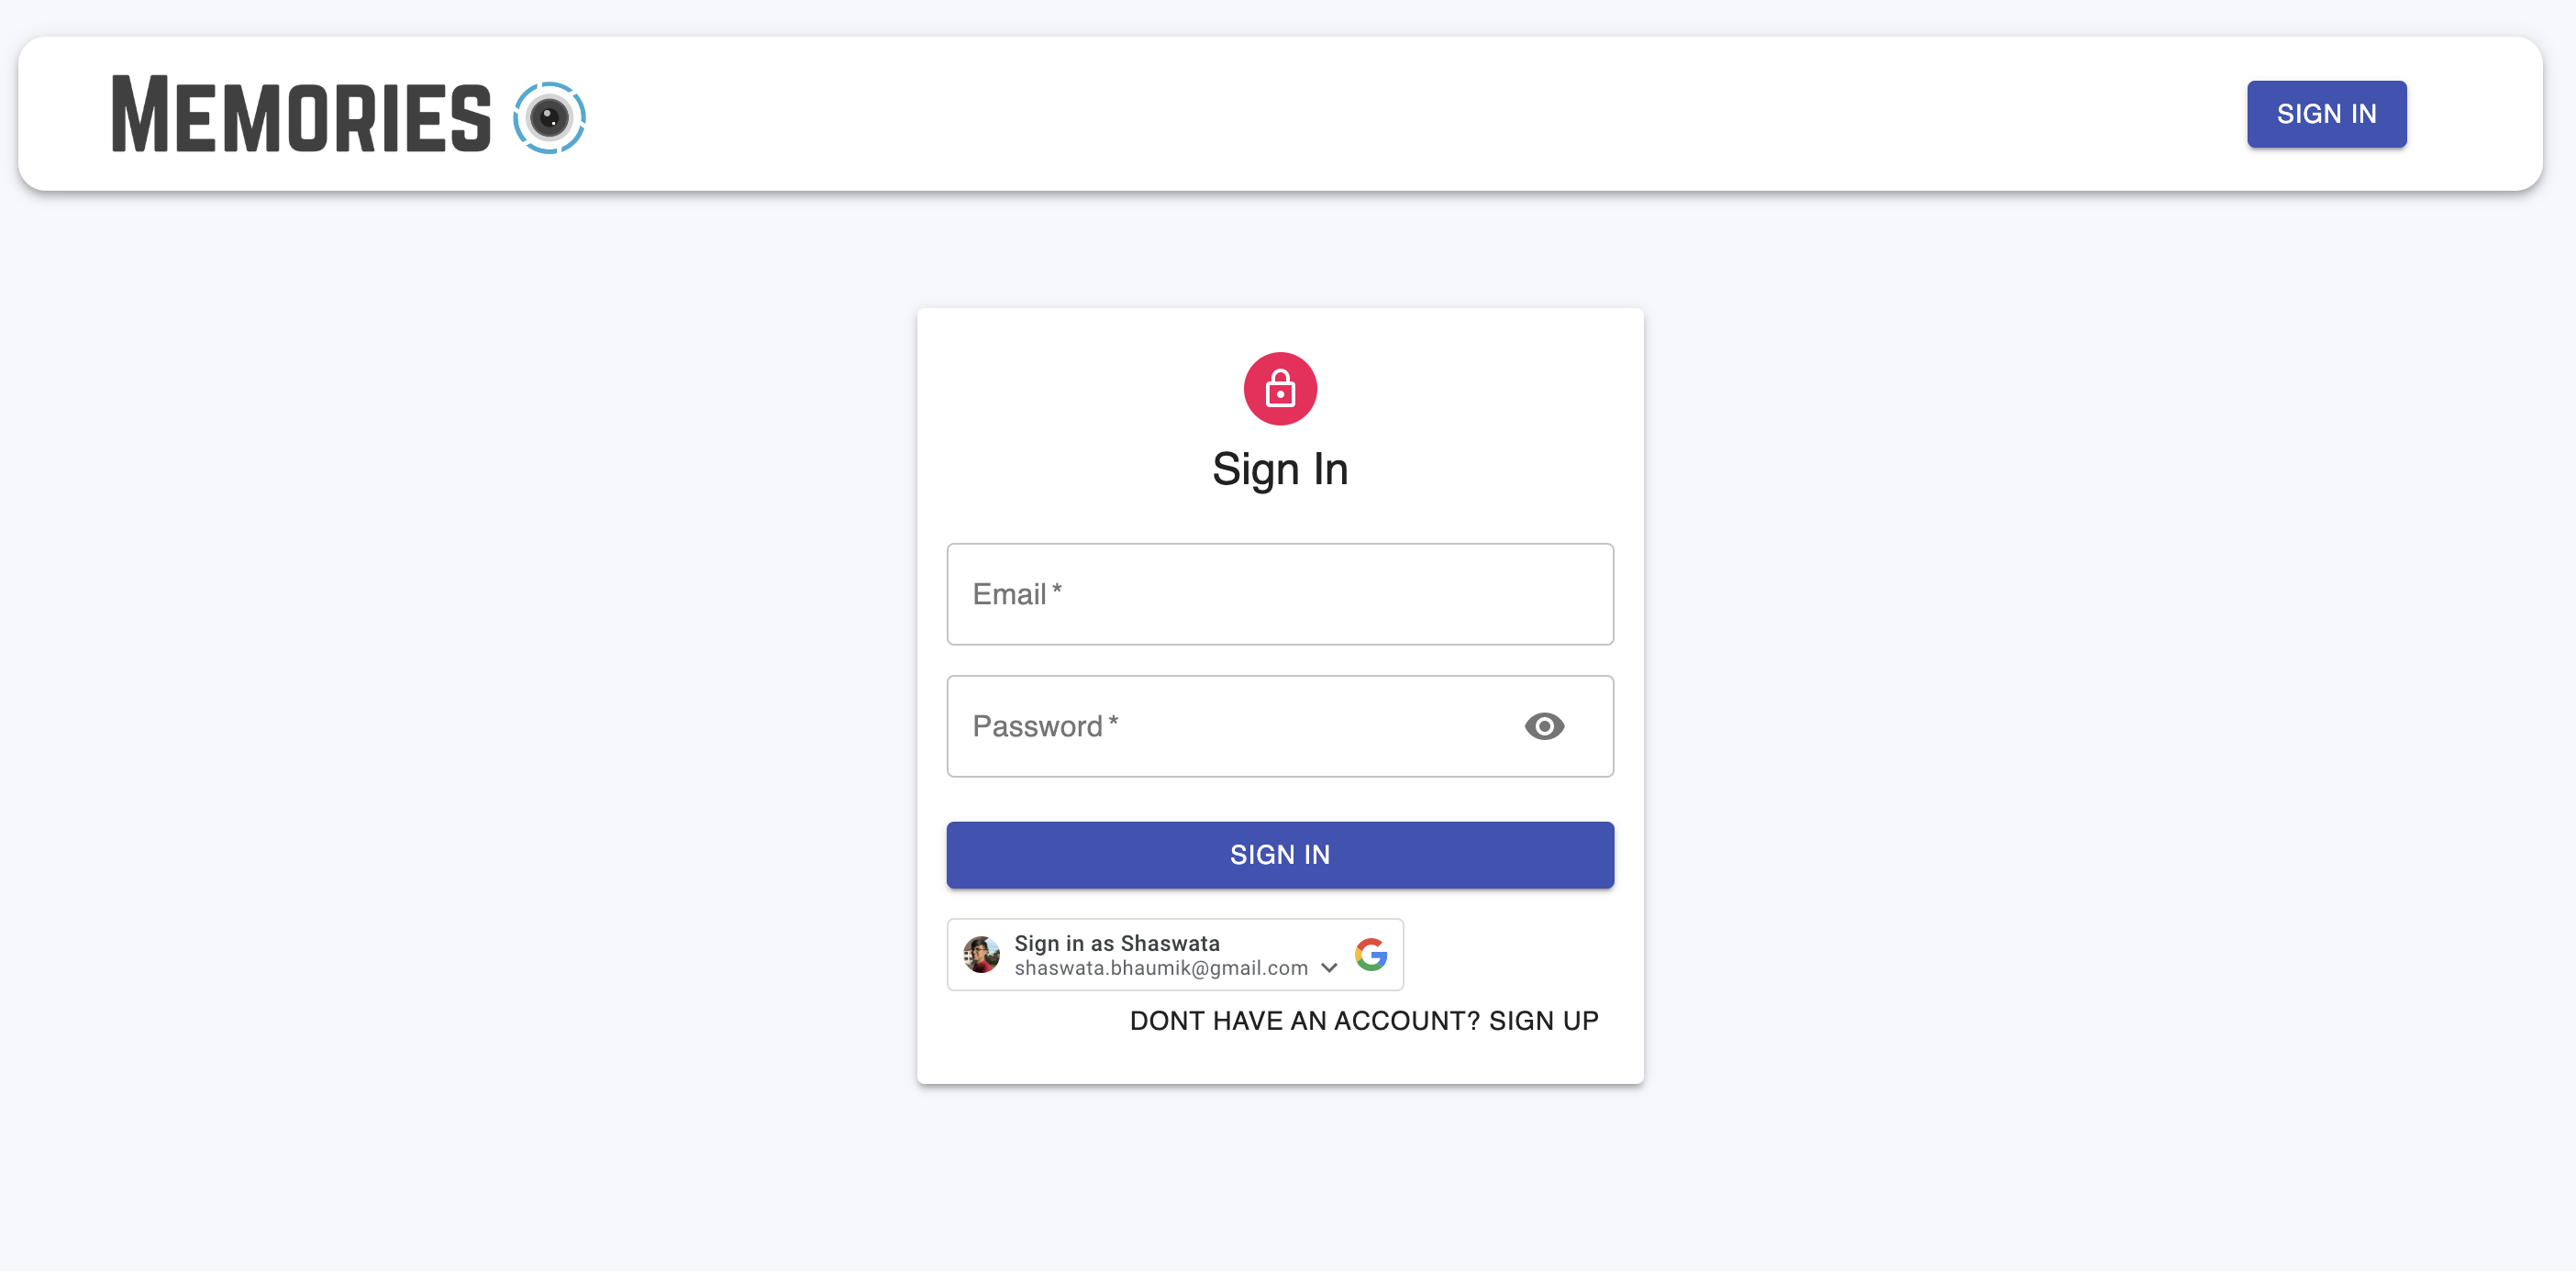 MEMORIES
SIGN IN
Sign In
Email *
Password *
SIGN IN
Sign in as Shaswata
shaswata.bhaumik@gmail.com
DONT HAVE AN ACCOUNT? SIGN UP